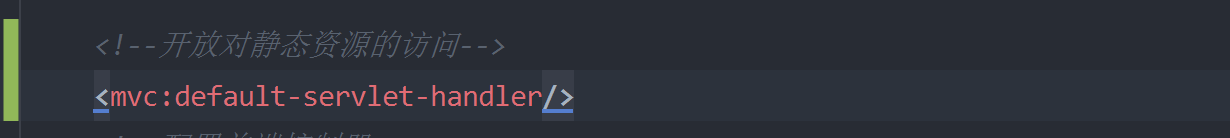 <!--开放对静态资源的访问-->
<mvc:default-servlet-handler/>